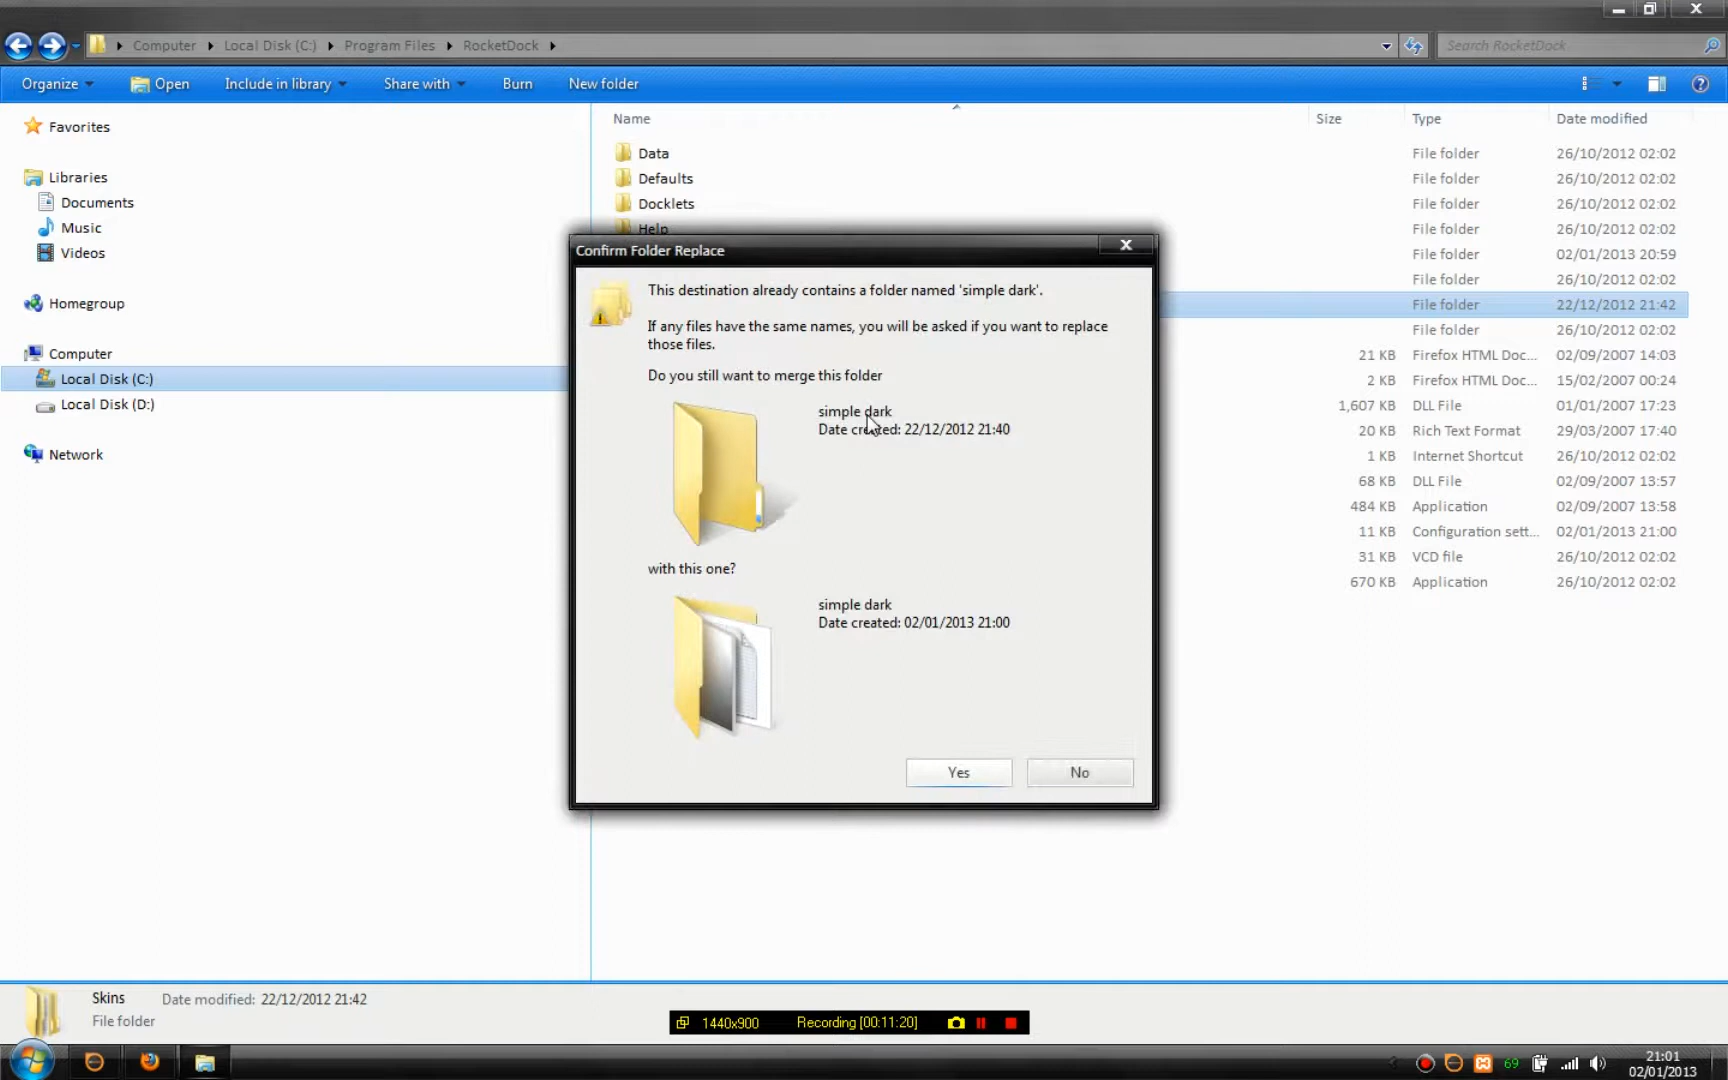 Computer Local Disk (C:) Program Files RocketDock
Search RocketDock
Organize Open Include in library Share with Burn New folder
Favorites
Libraries
Documents
Music
Videos
Homegroup
Computer
Local Disk (C:)
Local Disk (D:)
Network
Name Size Type Date modified
Data File folder 26/10/2012 02:02
Defaults File folder 26/10/2012 02:02
Docklets File folder 26/10/2012 02:02
Help File folder 26/10/2012 02:02
File folder 02/01/2013 20:59
File folder 26/10/2012 02:02
File folder 22/12/2012 21:42
File folder 26/10/2012 02:02
21 KB Firefox HTML Doc... 02/09/2007 14:03
2 KB Firefox HTML Doc... 15/02/2007 00:24
1,607 KB DLL File 01/01/2007 17:23
20 KB Rich Text Format 29/03/2007 17:40
1 KB Internet Shortcut 26/10/2012 02:02
68 KB DLL File 02/09/2007 13:57
484 KB Application 02/09/2007 13:58
11 KB Configuration sett... 02/01/2013 21:00
31 KB VCD file 26/10/2012 02:02
670 KB Application 26/10/2012 02:02
Confirm Folder Replace
This destination already contains a folder named 'simple dark'.
If any files have the same names, you will be asked if you want to replace
those files.
Do you still want to merge this folder
simple dark
Date created: 22/12/2012 21:40
with this one?
simple dark
Date created: 02/01/2013 21:00
Yes No
Skins Date modified: 22/12/2012 21:42
File folder
1440x900 Recording [00:11:20]
69
21:01
02/01/2013